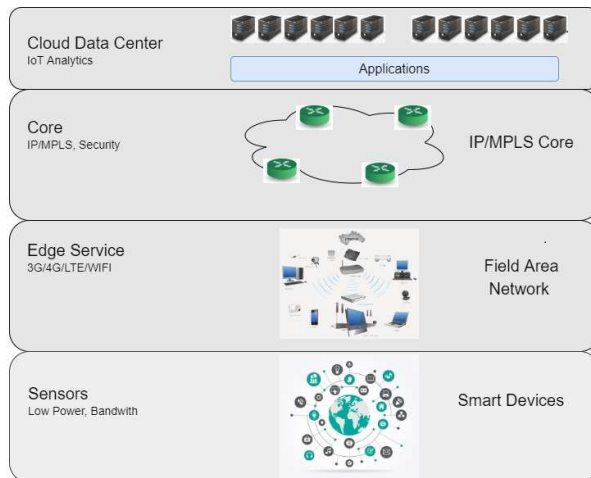 Cloud Data Center
IoT Analytics
Applications
Core
IP/MPLS, Security
IP/MPLS Core
Edge Service
3G/4G/LTE/WIFI
Field Area
Network
Sensors
Low Power, Bandwith
Smart Devices